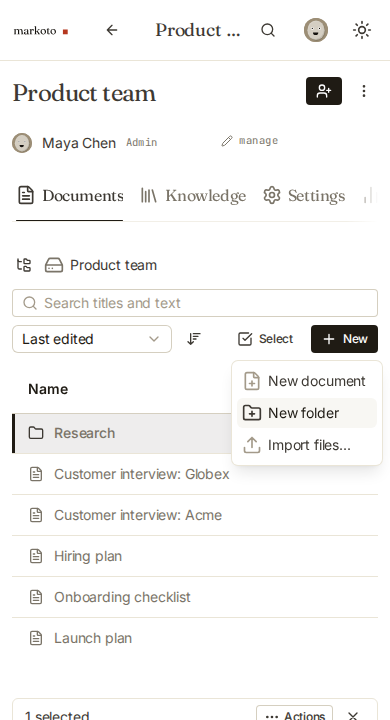 markoto
Product ...
Product team
Maya Chen Admin manage
Documents Knowledge Settings
Product team
Search titles and text
Last edited Select New
New document
Name
New folder
Research
Import files...
Customer interview: Globex
Customer interview: Acme
Hiring plan
Onboarding checklist
Launch plan
1 selected Actions